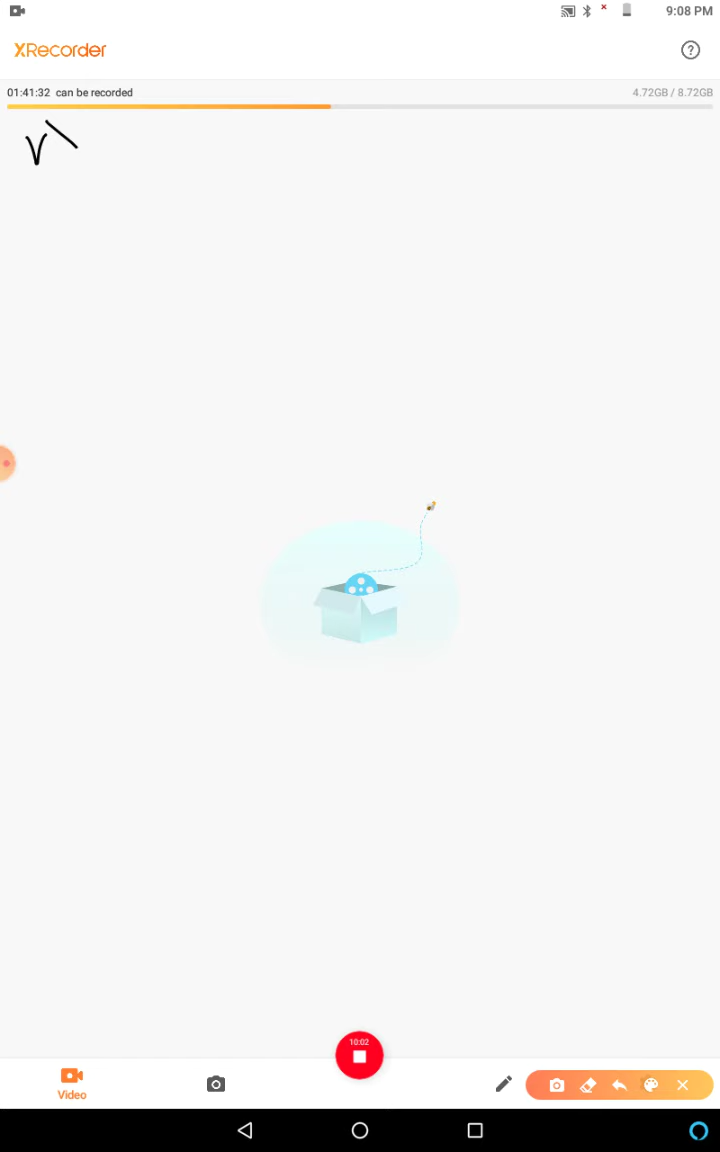 9:08 PM
XRecorder
01:41:32 can be recorded
4.72GB / 8.72GB
10:02
Video